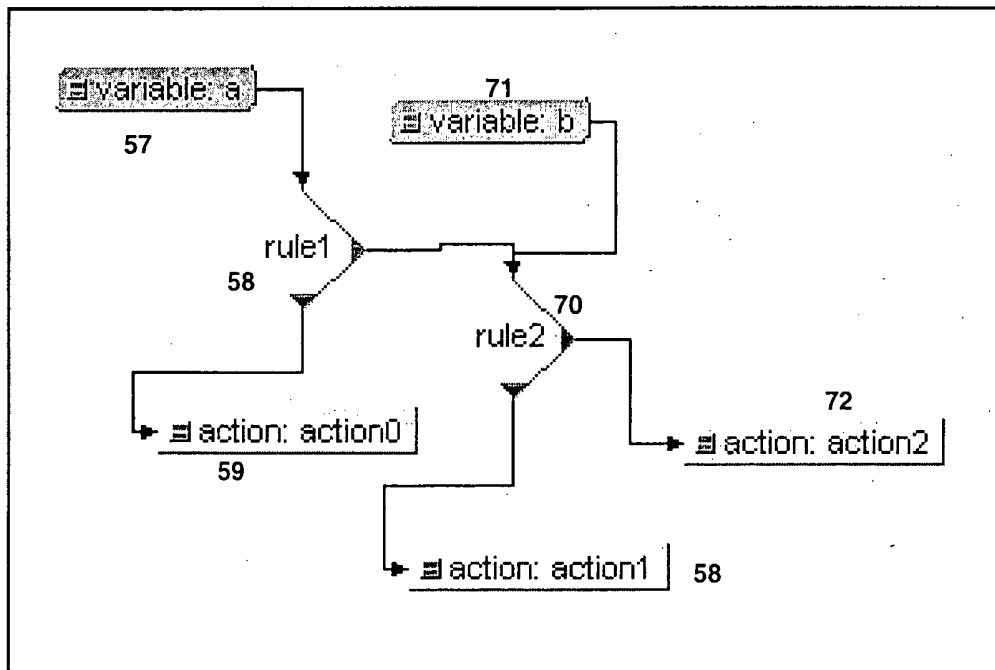 variable: a
57
71
variable: b
rule1
58
70
rule2
72
action: action0
59
action: action2
action: action1
58